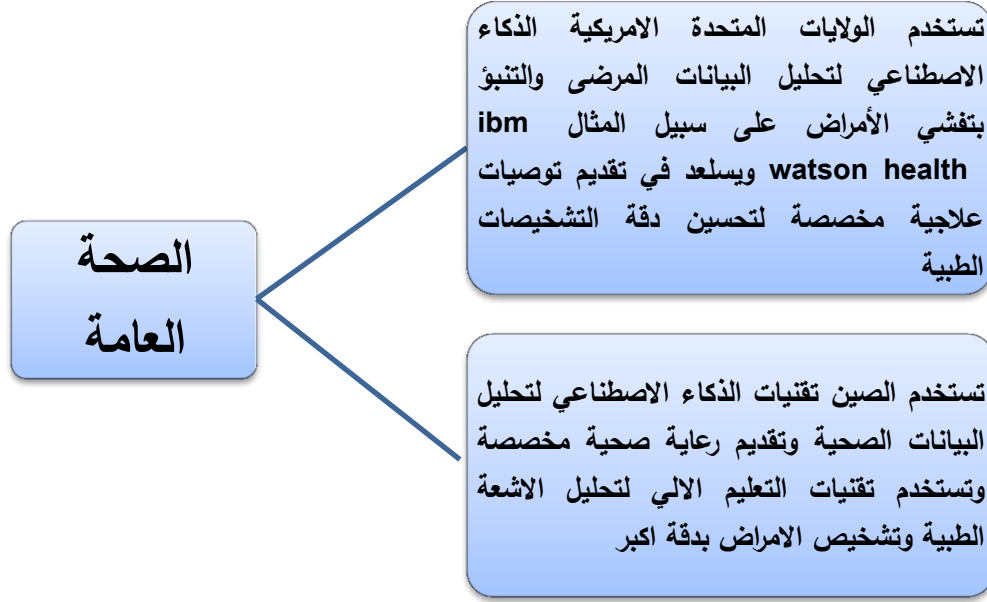 الصحة
العامة
تستخدم الولايات المتحدة الامريكية الذكاء
الاصطناعي لتحليل البيانات المرضى والتنبؤ
بتفشي الأمراض على سبيل المثال ibm
watson health ويسلعد في تقديم توصيات
علاجية مخصصة لتحسين دقة التشخيصات
الطبية
تستخدم الصين تقنيات الذكاء الاصطناعي لتحليل
البيانات الصحية وتقديم رعاية صحية مخصصة
وتستخدم تقنيات التعليم الالي لتحليل الاشعة
الطبية وتشخيص الامراض بدقة اكبر